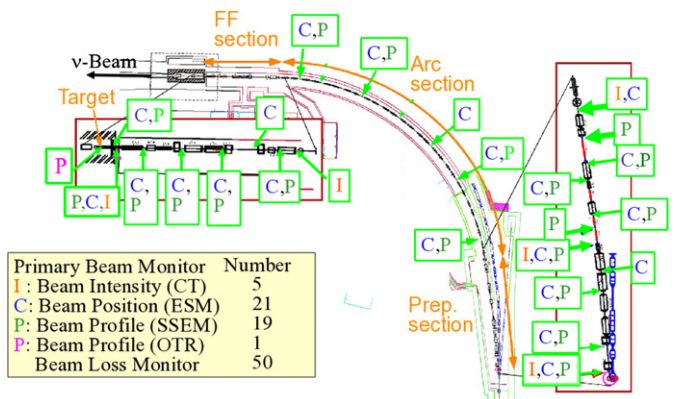 FF
section
C,P
C,P
Arc
section
ν-Beam
Target
C,P
C
C
I,C
P
C,P
C,P
C,P
C,P
P
P,C,I
C,
P
C,
P
C,
P
C,P
I
C,P
P
I,C,P
C
C,P
C,P
I,C,P
Prep.
section
Primary Beam Monitor Number
I : Beam Intensity (CT) 5
C: Beam Position (ESM) 21
P: Beam Profile (SSEM) 19
P: Beam Profile (OTR) 1
Beam Loss Monitor 50